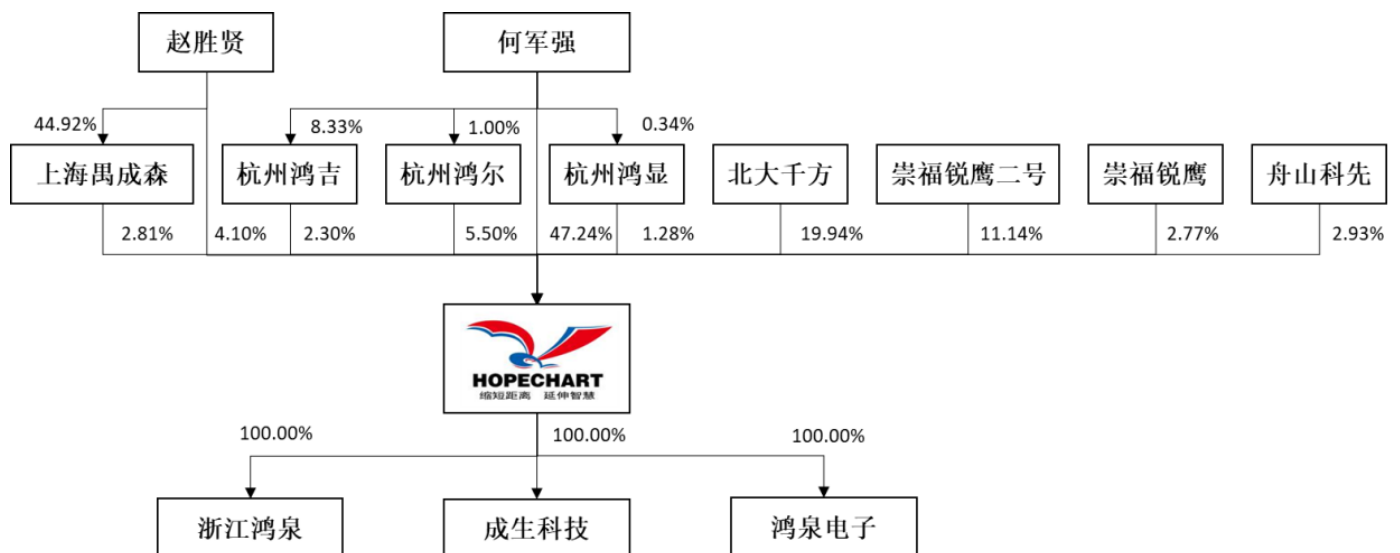 赵胜贤
何军强
44.92%
8.33%
1.00%
0.34%
上海禺成森
杭州鸿吉
杭州鸿尔
杭州鸿显
北大千方
崇福锐鹰二号
崇福锐鹰
舟山科先
2.81%
4.10%
2.30%
5.50%
47.24%
1.28%
19.94%
11.14%
2.77%
2.93%
HOPECHART
缩短距离 延伸智慧
100.00%
100.00%
100.00%
浙江鸿泉
成生科技
鸿泉电子